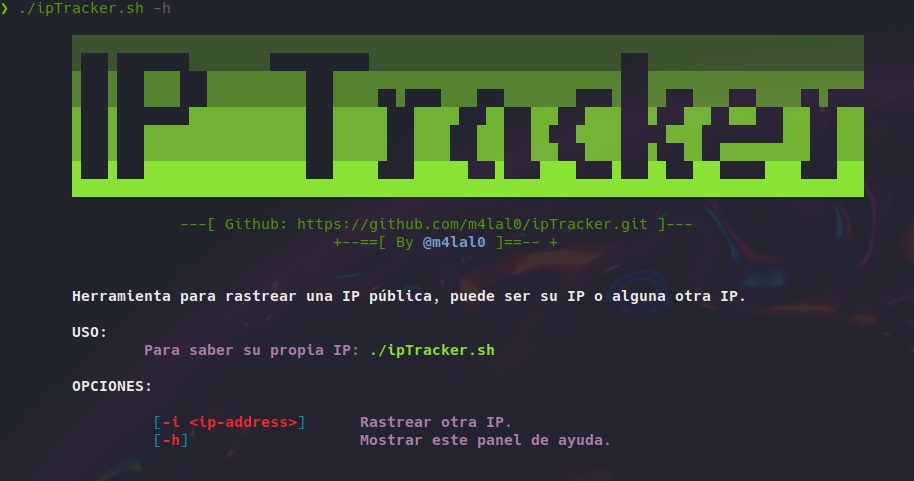 ❯ ./ipTracker.sh -h
IP Tracker
---[ Github: https://github.com/m4lal0/ipTracker.git ]---
+--==[ By @m4lal0 ]==-- +
Herramienta para rastrear una IP pública, puede ser su IP o alguna otra IP.
USO:
Para saber su propia IP: ./ipTracker.sh
OPCIONES:
[-i <ip-address>] Rastrear otra IP.
[-h] Mostrar este panel de ayuda.